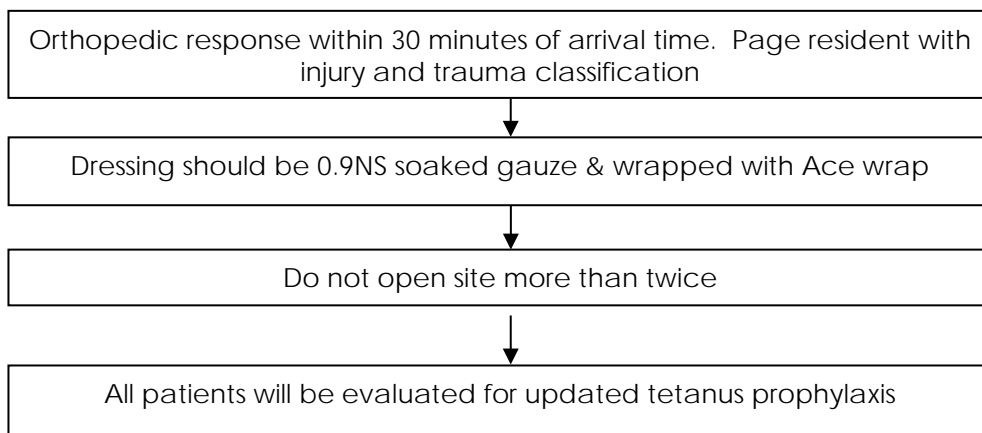 Orthopedic response within 30 minutes of arrival time. Page resident with
injury and trauma classification
Dressing should be 0.9NS soaked gauze & wrapped with Ace wrap
Do not open site more than twice
All patients will be evaluated for updated tetanus prophylaxis